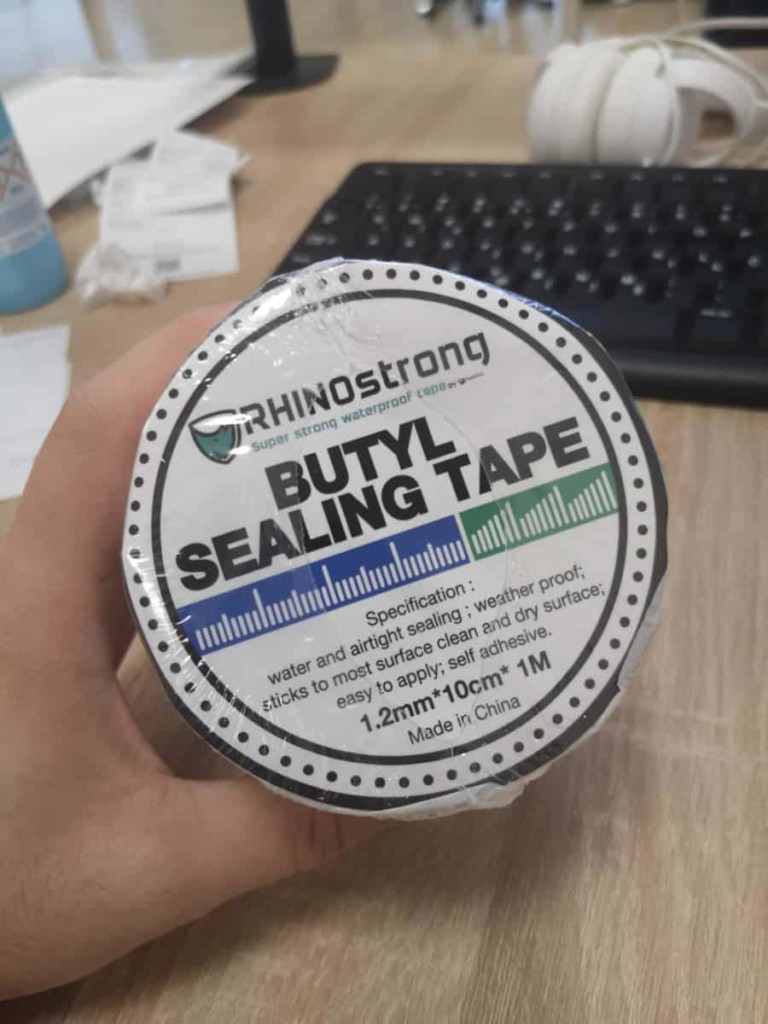 RHINOstrong
Super strong waterproof tape BY
BUTYL
SEALING TAPE
Specification :
water and airtight sealing ; weather proof;
sticks to most surface clean and dry surface;
easy to apply; self adhesive.
1.2mm*10cm* 1M
Made in China